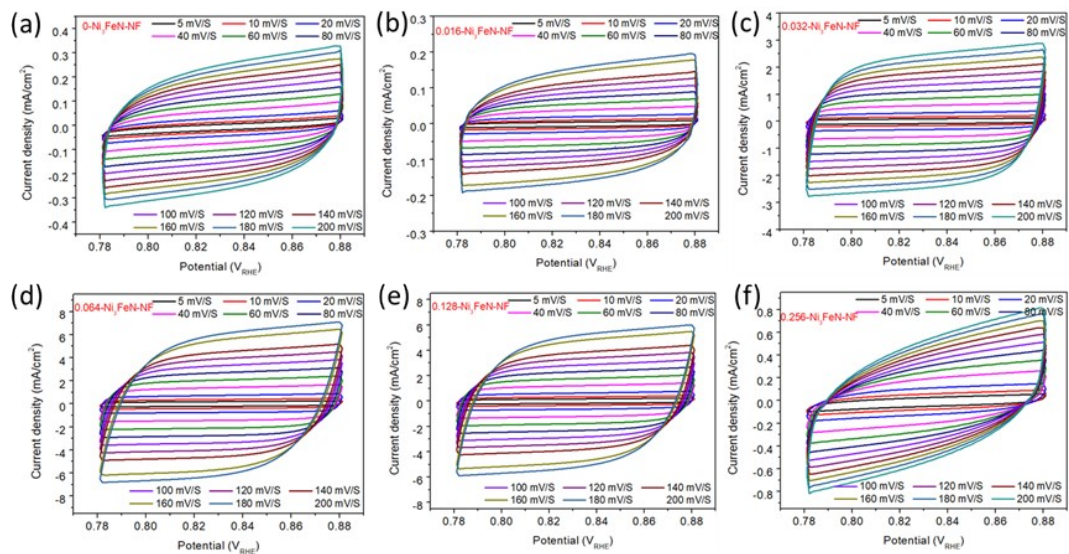 (a)
0-Ni3FeN-NF
5 mV/S 10 mV/S 20 mV/S
40 mV/S 60 mV/S 80 mV/S
0.4
0.3
0.2
0.1
0.0
-0.1
-0.2
-0.3
-0.4
Current density (mA/cm²)
100 mV/S 120 mV/S 140 mV/S
160 mV/S 180 mV/S 200 mV/S
0.78 0.80 0.82 0.84 0.86 0.88
Potential (VRHE)
(b)
0.016-Ni3FeN-NF
5 mV/S 10 mV/S 20 mV/S
40 mV/S 60 mV/S 80 mV/S
0.3
0.2
0.1
0.0
-0.1
-0.2
0.3
Current density (mA/cm²)
100 mV/S 120 mV/S 140 mV/S
160 mV/S 180 mV/S 200 mV/S
0.78 0.80 0.82 0.84 0.86 0.88
Potential (VRHE)
(c)
0.032-Ni3FeN-NF
5 mV/S 10 mV/S 20 mV/S
40 mV/S 60 mV/S 80 mV/S
4
3
2
1
0
-1
-2
-3
-4
Current density (mA/cm²)
100 mV/S 120 mV/S 140 mV/S
160 mV/S 180 mV/S 200 mV/S
0.78 0.80 0.82 0.84 0.86 0.88
Potential (VRHE)
(d)
0.064-Ni3FeN-NF
5 mV/S 10 mV/S 20 mV/S
40 mV/S 60 mV/S 80 mV/S
8
6
4
2
0
-2
-4
-6
-8
Current density (mA/cm²)
100 mV/S 120 mV/S 140 mV/S
160 mV/S 180 mV/S 200 mV/S
0.78 0.80 0.82 0.84 0.86 0.88
Potential (VRHE)
(e)
0.128-Ni3FeN-NF
5 mV/S 10 mV/S 20 mV/S
40 mV/S 60 mV/S 80 mV/S
8
6
4
2
0
-2
-4
-6
-8
Current density (mA/cm²)
100 mV/S 120 mV/S 140 mV/S
160 mV/S 180 mV/S 200 mV/S
0.78 0.80 0.82 0.84 0.86 0.88
Potential (VRHE)
(f)
0.256-Ni3FeN-NF
5 mV/S 10 mV/S 20 mV/S
40 mV/S 60 mV/S 80 mV/S
0.8
0.6
0.4
0.2
0.0
-0.2
-0.4
-0.6
-0.8
Current density (mA/cm²)
100 mV/S 120 mV/S 140 mV/S
160 mV/S 180 mV/S 200 mV/S
0.78 0.80 0.82 0.84 0.86 0.88
Potential (VRHE)